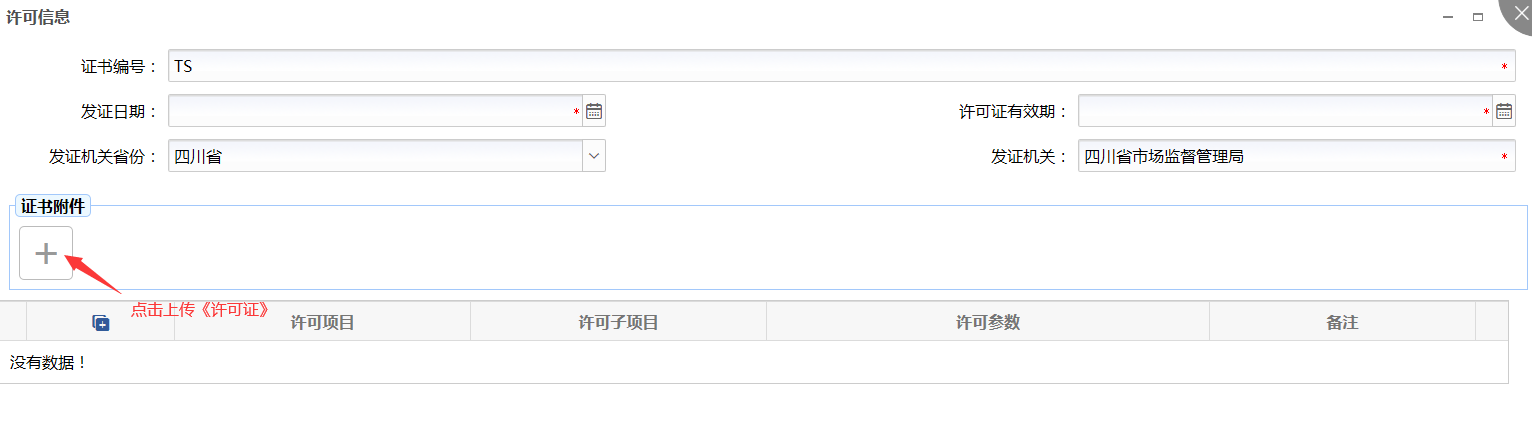 许可信息
证书编号： TS *
发证日期： * 许可证有效期： *
发证机关省份： 四川省 发证机关： 四川省市场监督管理局 *
证书附件
点击上传《许可证》
许可项目 许可子项目 许可参数 备注
没有数据！